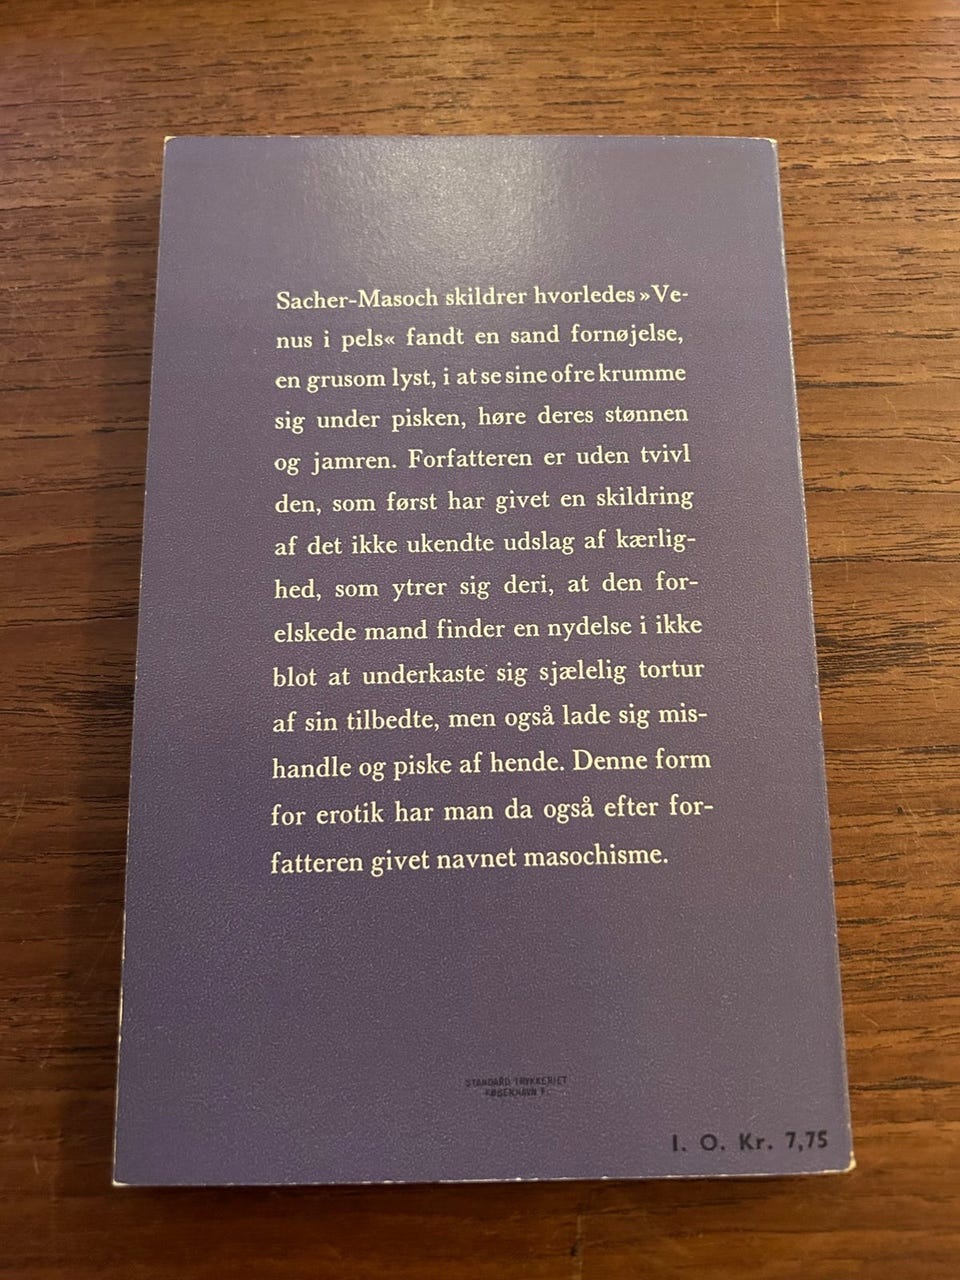 Sacher-Masoch skildrer hvorledes »Ve-
nus i pels« fandt en sand fornøjelse,
en grusom lyst, i at se sine ofre krumme
sig under pisken, høre deres stønnen
og jamren. Forfatteren er uden tvivl
den, som først har givet en skildring
af det ikke ukendte udslag af kærlig-
hed, som ytrer sig deri, at den for-
elskede mand finder en nydelse i ikke
blot at underkaste sig sjælelig tortur
af sin tilbedte, men også lade sig mis-
handle og piske af hende. Denne form
for erotik har man da også efter for-
fatteren givet navnet masochisme.
STANDARD TRYKKERIET
KØBENHAVN F.
I. O. Kr. 7,75